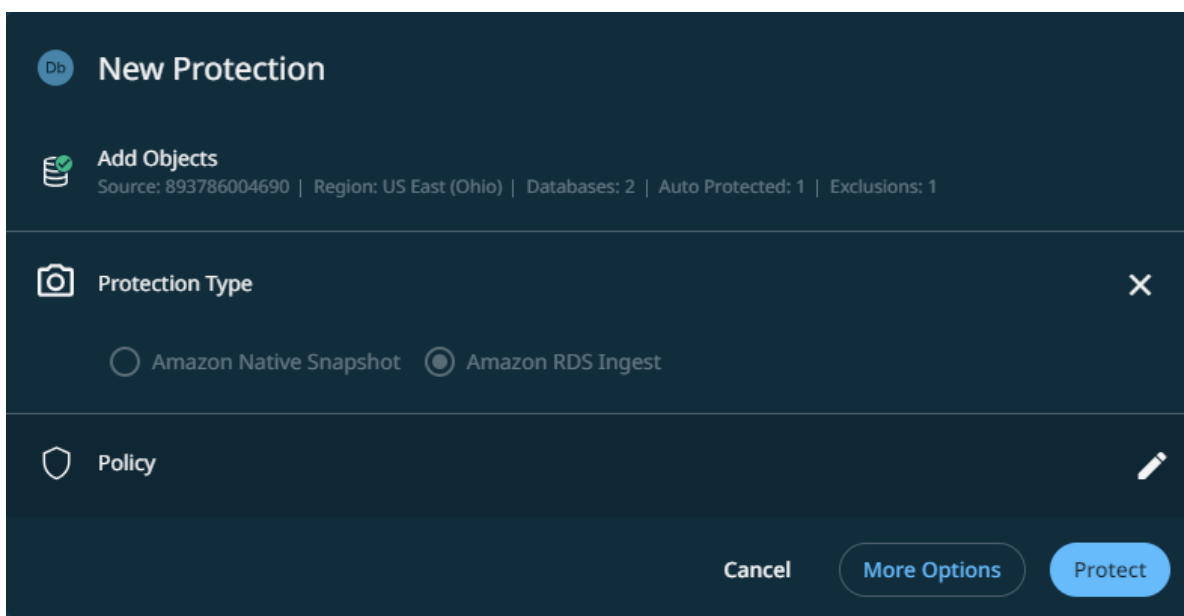 Db New Protection
Add Objects
Source: 893786004690 | Region: US East (Ohio) | Databases: 2 | Auto Protected: 1 | Exclusions: 1
Protection Type
Amazon Native Snapshot Amazon RDS Ingest
Policy
Cancel More Options Protect